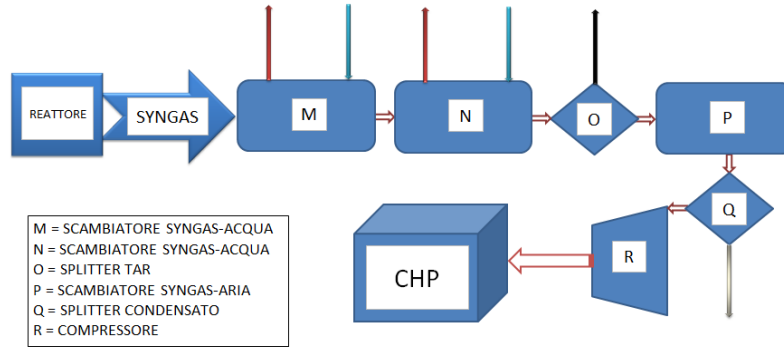 REATTORE
SYNGAS
M
N
O
P
Q
R
CHP
M = SCAMBIATORE SYNGAS-ACQUA
N = SCAMBIATORE SYNGAS-ACQUA
O = SPLITTER TAR
P = SCAMBIATORE SYNGAS-ARIA
Q = SPLITTER CONDENSATO
R = COMPRESSORE